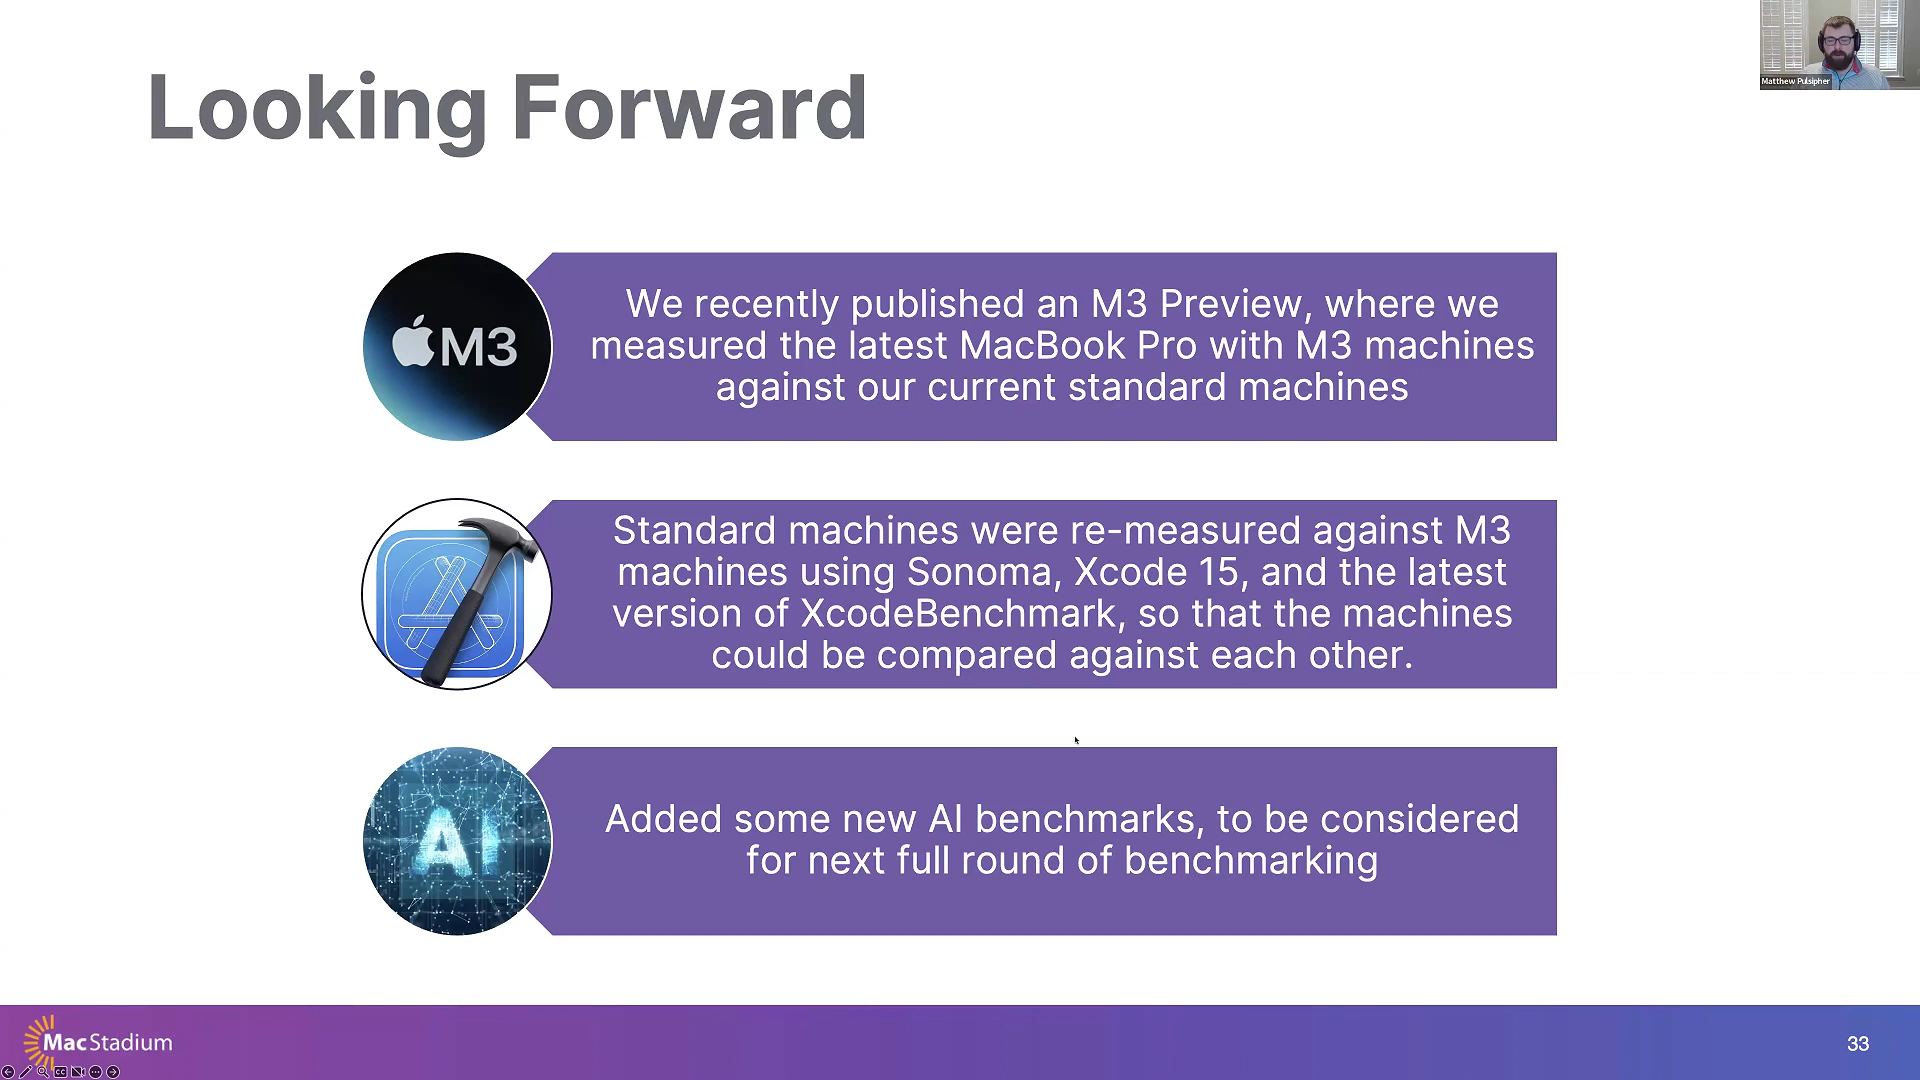 Looking Forward
Matthew Pulsipher
M3
We recently published an M3 Preview, where we
measured the latest MacBook Pro with M3 machines
against our current standard machines
Standard machines were re-measured against M3
machines using Sonoma, Xcode 15, and the latest
version of XcodeBenchmark, so that the machines
could be compared against each other.
AI
Added some new AI benchmarks, to be considered
for next full round of benchmarking
MacStadium
33
CC